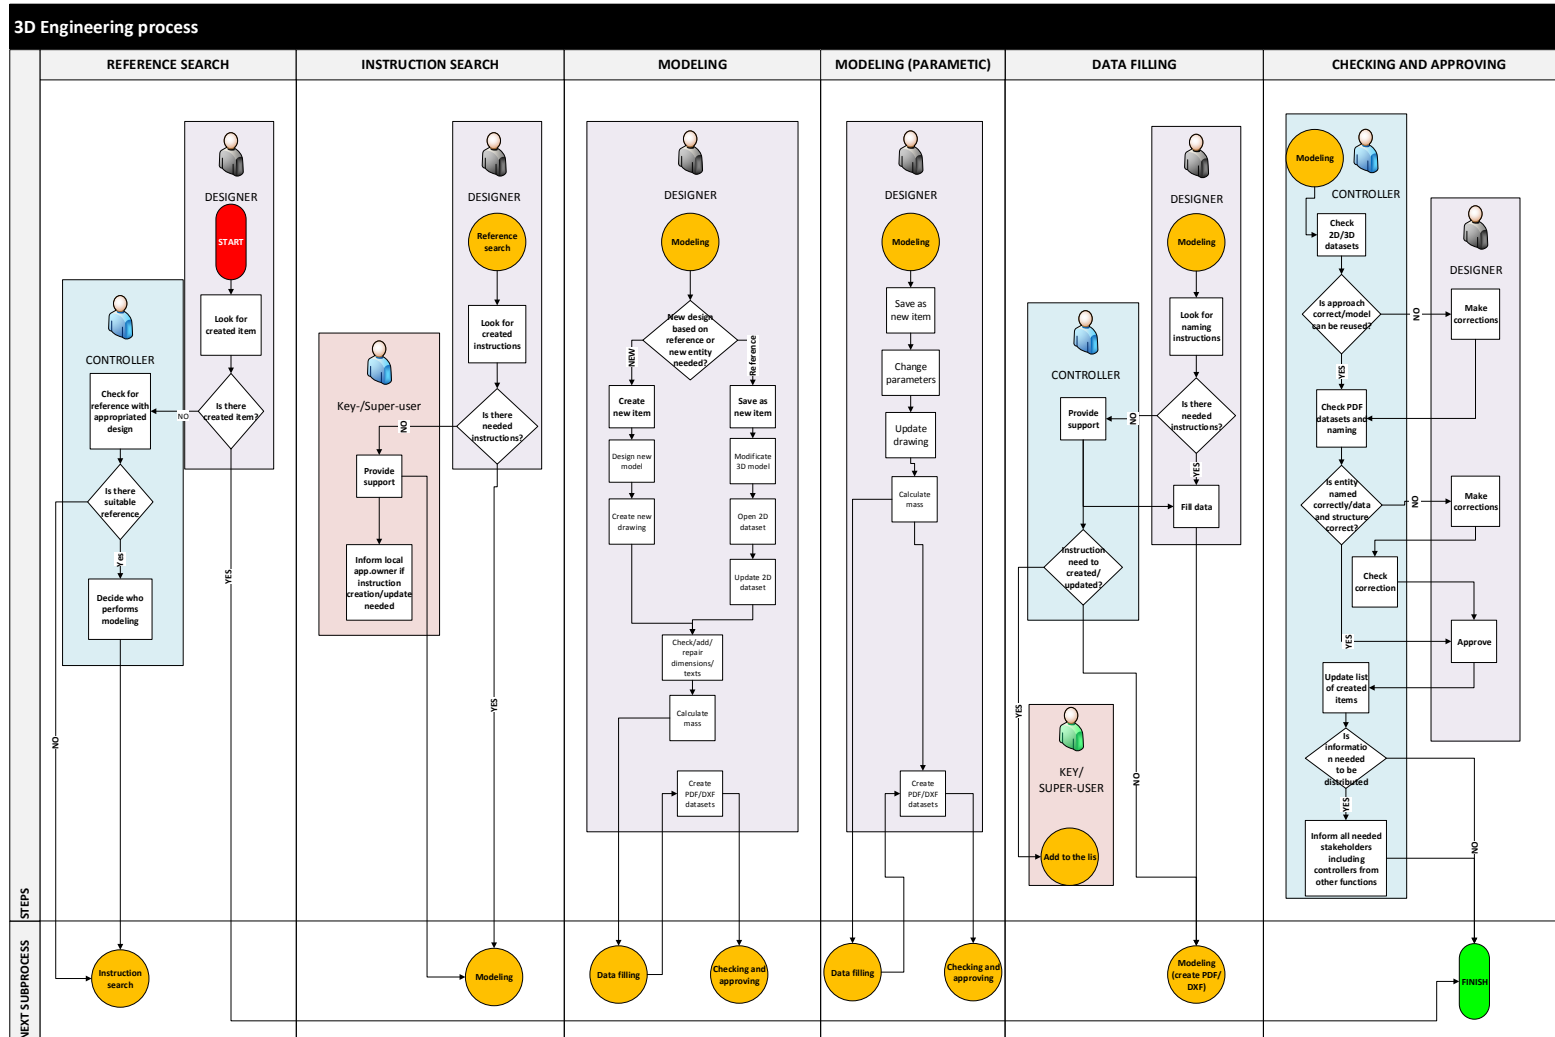 3D Engineering process
REFERENCE SEARCH
INSTRUCTION SEARCH
MODELING
MODELING (PARAMETIC)
DATA FILLING
CHECKING AND APPROVING
STEPS
NEXT SUBPROCESS
DESIGNER
START
Look for
created item
Is there
created item?
NO
YES
CONTROLLER
Check for
reference with
appropriated
design
Is there
suitable
reference
Yes
NO
Decide who
performs
modeling
Instruction
search
DESIGNER
Reference
search
Look for
created
instructions
Is there
needed
instructions?
NO
YES
Key-/Super-user
Provide
support
Inform local
app.owner if
instruction
creation/update
needed
Modeling
DESIGNER
Modeling
New design
based on
reference or
new entity
needed?
NEW
Reference
Create
new item
Design new
model
Create new
drawing
Save as
new item
Modificate
3D model
Open 2D
dataset
Update 2D
dataset
Check/add/
repair
dimensions/
texts
Calculate
mass
Create
PDF/DXF
datasets
Data filling
Checking and
approving
DESIGNER
Modeling
Save as
new item
Change
parameters
Update
drawing
Calculate
mass
Create
PDF/DXF
datasets
Data filling
Checking and
approving
DESIGNER
Modeling
Look for
naming
instructions
Is there
needed
instructions?
NO
YES
Fill data
CONTROLLER
Provide
support
Instruction
need to
created/
updated?
YES
NO
KEY/
SUPER-USER
Add to the lis
Modeling
(create PDF/
DXF)
Modeling
CONTROLLER
Check
2D/3D
datasets
Is approach
correct/model
can be reused?
NO
YES
Check PDF
datasets and
naming
Is entity
named
correctly/data
and structure
correct?
NO
YES
Check
correction
Update list
of created
items
Is
informatio
n needed
to be
distributed
YES
NO
Inform all needed
stakeholders
including
controllers from
other functions
DESIGNER
Make
corrections
Make
corrections
Approve
FINISH